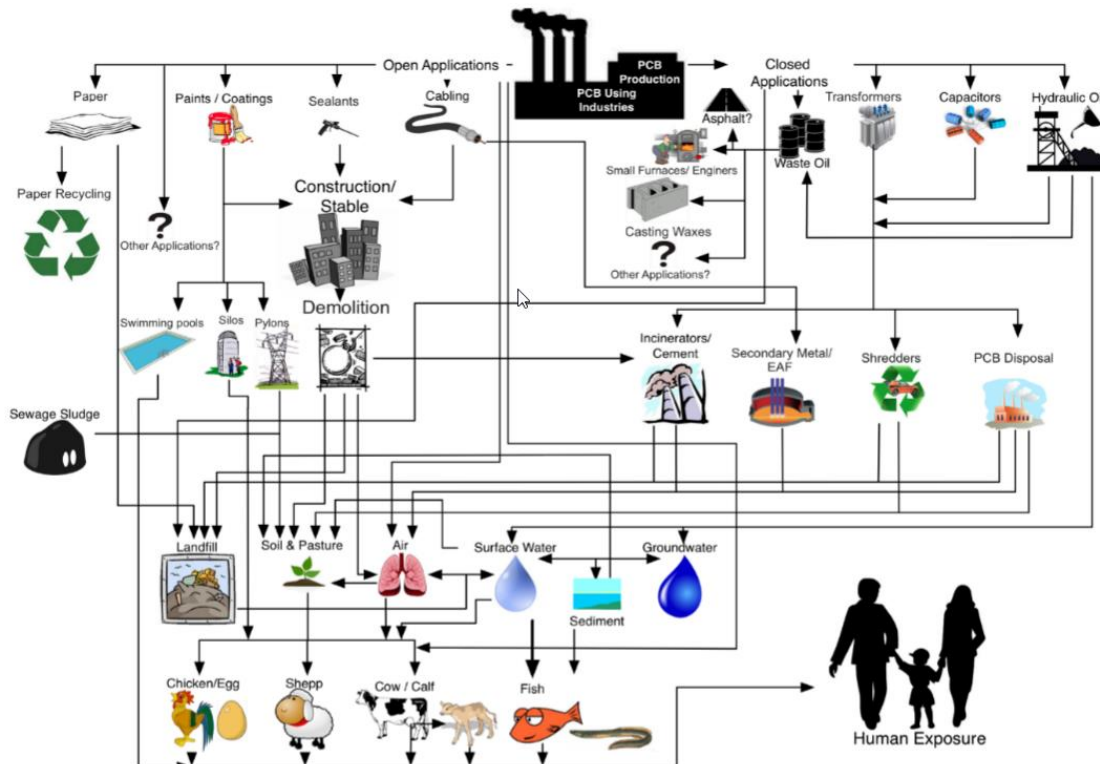 PCB
Production
PCB Using
Industries
Open Applications
Closed
Applications
Paper
Paints / Coatings
Sealants
Cabling
Asphalt?
Transformers
Capacitors
Hydraulic O
Waste Oil
Small Furnaces/ Enginers
Paper Recycling
?
Other Applications?
Construction/
Stable
Casting Waxes
?
Other Applications?
Demolition
Swimming pools
Silos
Pylons
Incinerators/
Cement
Secondary Metal/
EAF
Shredders
PCB Disposal
Sewage Sludge
Landfill
Soil & Pasture
Air
Surface Water
Groundwater
Sediment
Chicken/Egg
Shepp
Cow / Calf
Fish
Human Exposure